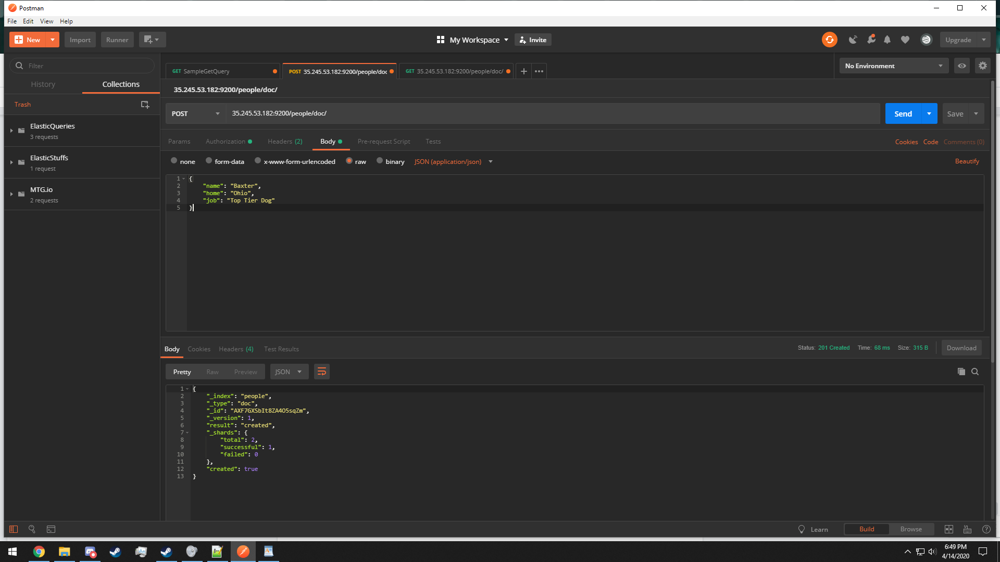 Postman
File Edit View Help
New Import Runner My Workspace Invite Upgrade
Filter
History Collections
Trash
ElasticQueries
3 requests
ElasticStuffs
1 request
MTG.io
2 requests
GET SampleGetQuery POST 35.245.53.182:9200/people/doc GET 35.245.53.182:9200/people/doc/ No Environment
35.245.53.182:9200/people/doc/
POST 35.245.53.182:9200/people/doc/ Send Save
Params Authorization Headers (2) Body Pre-request Script Tests Cookies Code Comments (0)
none form-data x-www-form-urlencoded raw binary JSON (application/json) Beautify
1 {
2 "name": "Baxter",
3 "home": "Ohio",
4 "job": "Top Tier Dog"
5 }
Body Cookies Headers (4) Test Results Status: 201 Created Time: 68 ms Size: 315 B Download
Pretty Raw Preview JSON
1 {
2 "_index": "people",
3 "_type": "doc",
4 "_id": "AXF7GXSbIt8ZA4O5sqZm",
5 "_version": 1,
6 "result": "created",
7 "_shards": {
8 "total": 2,
9 "successful": 1,
10 "failed": 0
11 },
12 "created": true
13 }
Learn Build Browse
6:49 PM
4/14/2020